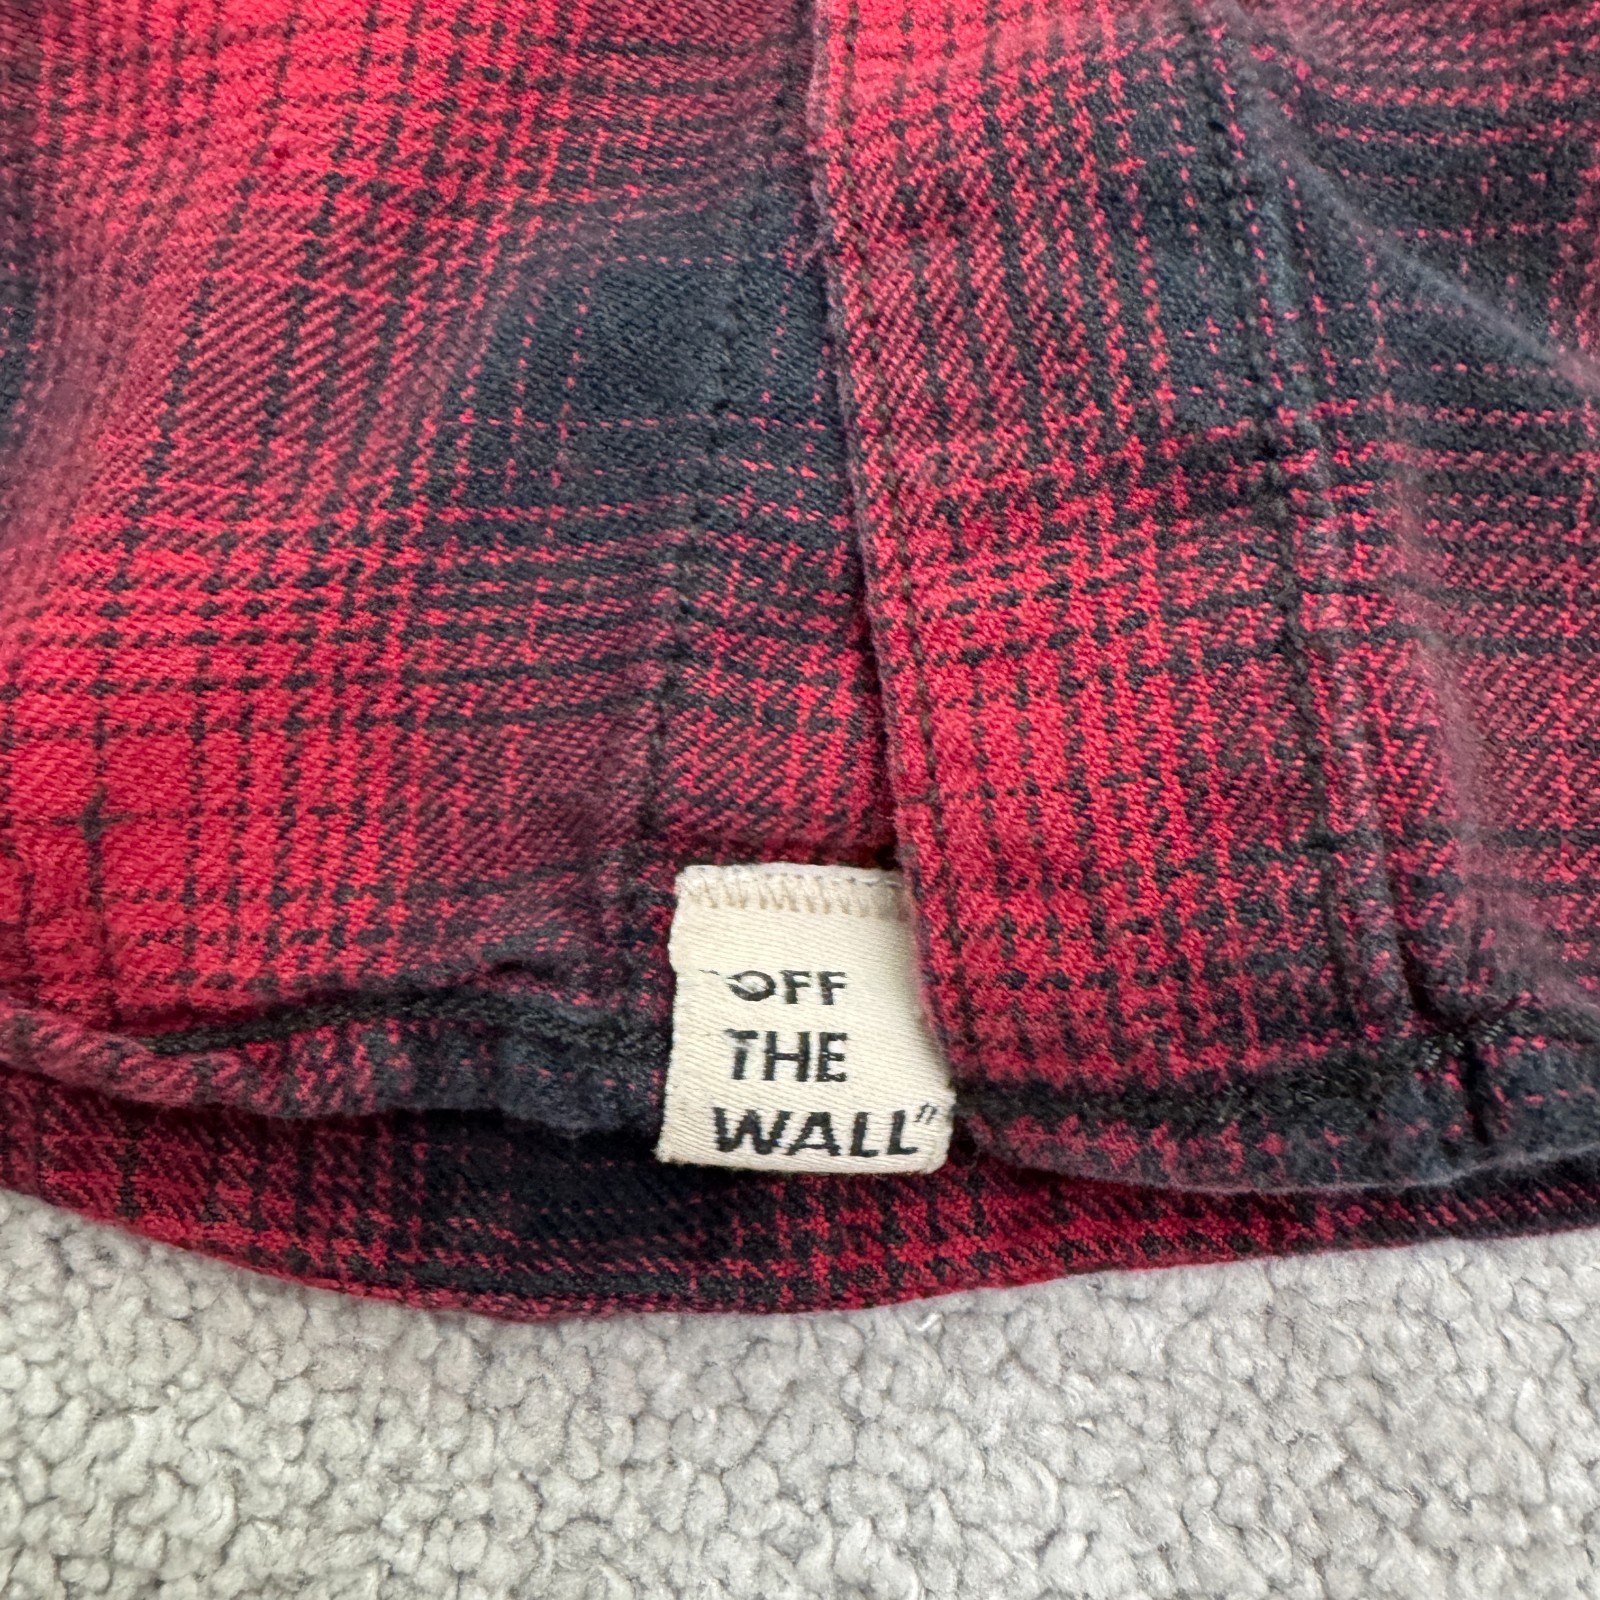 "OFF
THE
WALL"